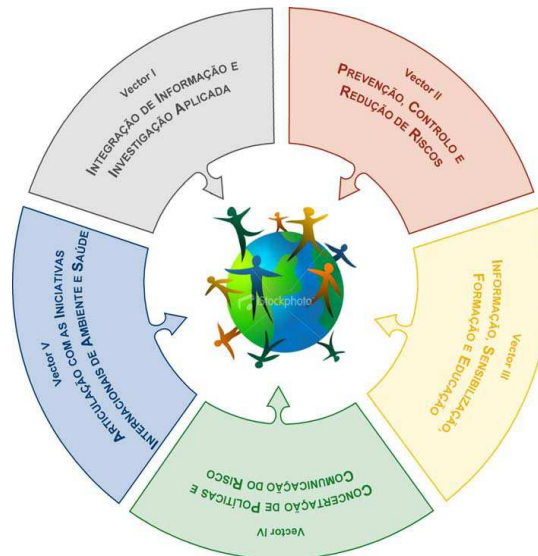 Vector I
INTEGRAÇÃO DE INFORMAÇÃO E
INVESTIGAÇÃO APLICADA
Vector II
PREVENÇÃO, CONTROLO E
REDUÇÃO DE RISCOS
Vector III
INFORMAÇÃO, SENSIBILIZAÇÃO,
FORMAÇÃO E EDUCAÇÃO
Vector IV
CONCERTAÇÃO DE POLÍTICAS E
COMUNICAÇÃO DO RISCO
Vector V
ARTICULAÇÃO COM AS INICIATIVAS
INTERNACIONAIS DE AMBIENTE E SAÚDE
iStockphoto